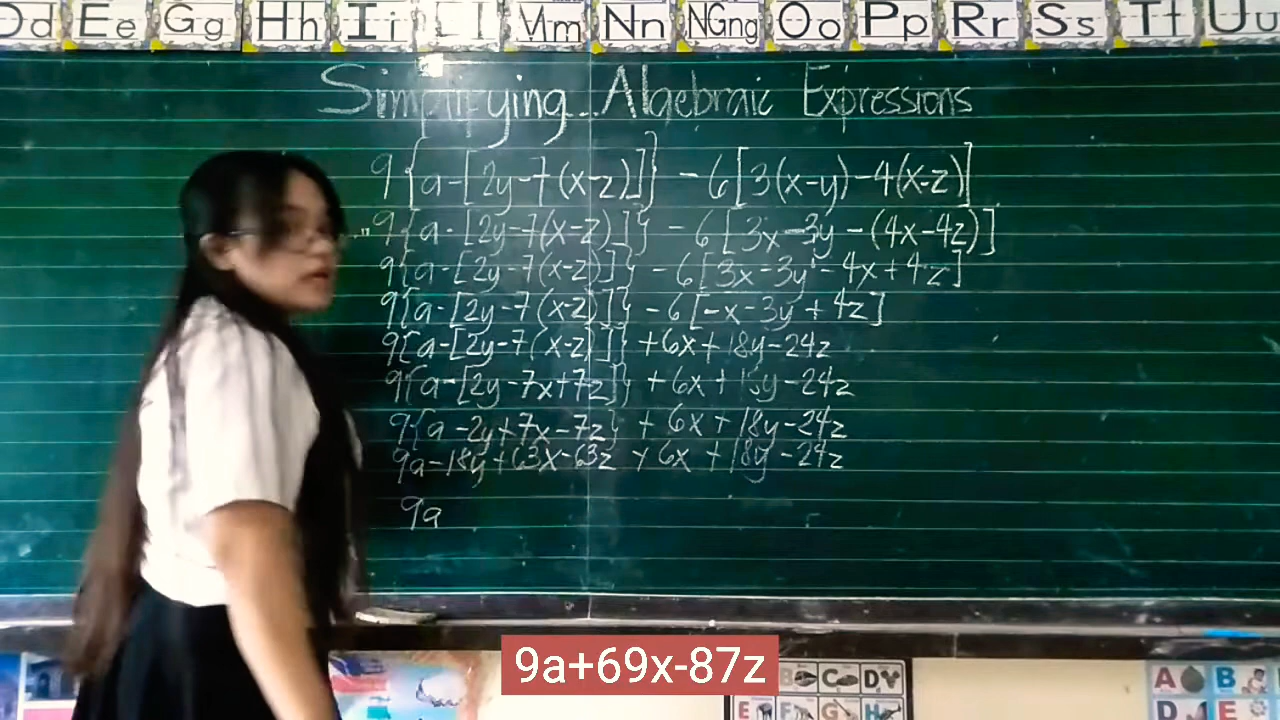 Dd Ee Gg Hh Ii Ll Mm Nn NGng Oo Pp Rr Ss Tt Uu
Simplifying Algebraic Expressions
9{a-[2y-7(x-z)]} - 6[3(x-y)-4(x-z)]
9{a-[2y-7(x-z)]} - 6[3x-3y-(4x-4z)]
9{a-[2y-7(x-z)]} - 6[3x-3y-4x+4z]
9{a-[2y-7(x-z)]} - 6[-x-3y+4z]
9{a-[2y-7(x-z)]} +6x+18y-24z
9{a-[2y-7x+7z]} +6x+18y-24z
9{a-2y+7x-7z} + 6x+18y-24z
9a-18y+63x-63z + 6x+18y-24z
9a
9a+69x-87z
B C DY
E F G H
A B
D E